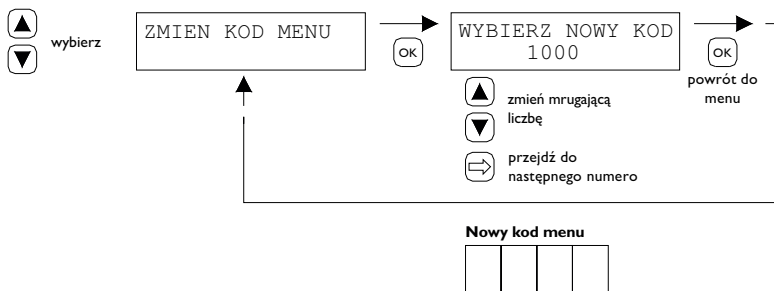 wybierz
ZMIEN KOD MENU
OK
WYBIERZ NOWY KOD
1000
OK
powrót do
menu
zmień mrugającą
liczbę
przejdź do
następnego numero
Nowy kod menu